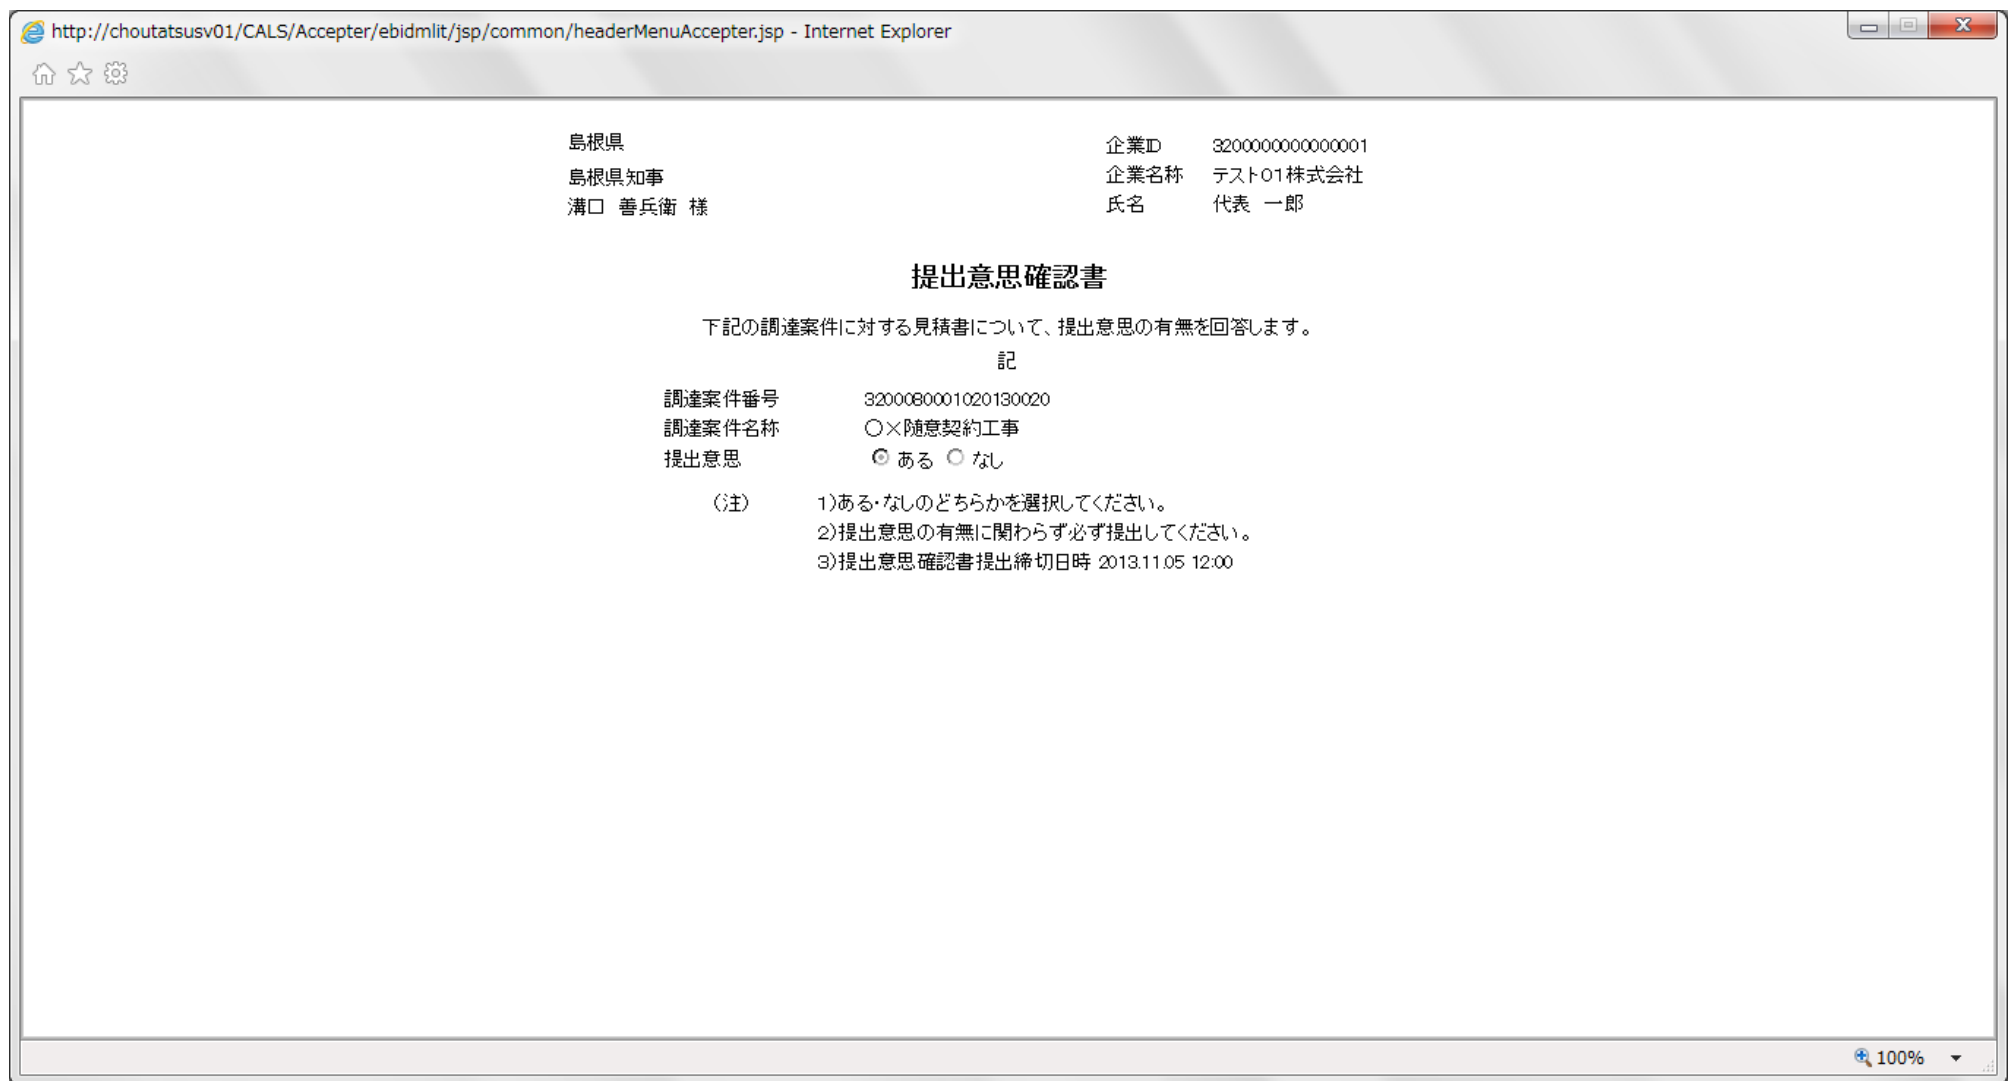 http://choutatsusv01/CALS/Accepter/ebidmlit/jsp/common/headerMenuAccepter.jsp - Internet Explorer
島根県
島根県知事
溝口 善兵衛 様
企業ID 3200000000000001
企業名称 テスト01株式会社
氏名 代表 一郎
提出意思確認書
下記の調達案件に対する見積書について、提出意思の有無を回答します。
記
調達案件番号 3200080001020130020
調達案件名称 ○×随意契約工事
提出意思 ある なし
（注） 1)ある・なしのどちらかを選択してください。
2)提出意思の有無に関わらず必ず提出してください。
3)提出意思確認書提出締切日時 2013.11.05 12:00
100%